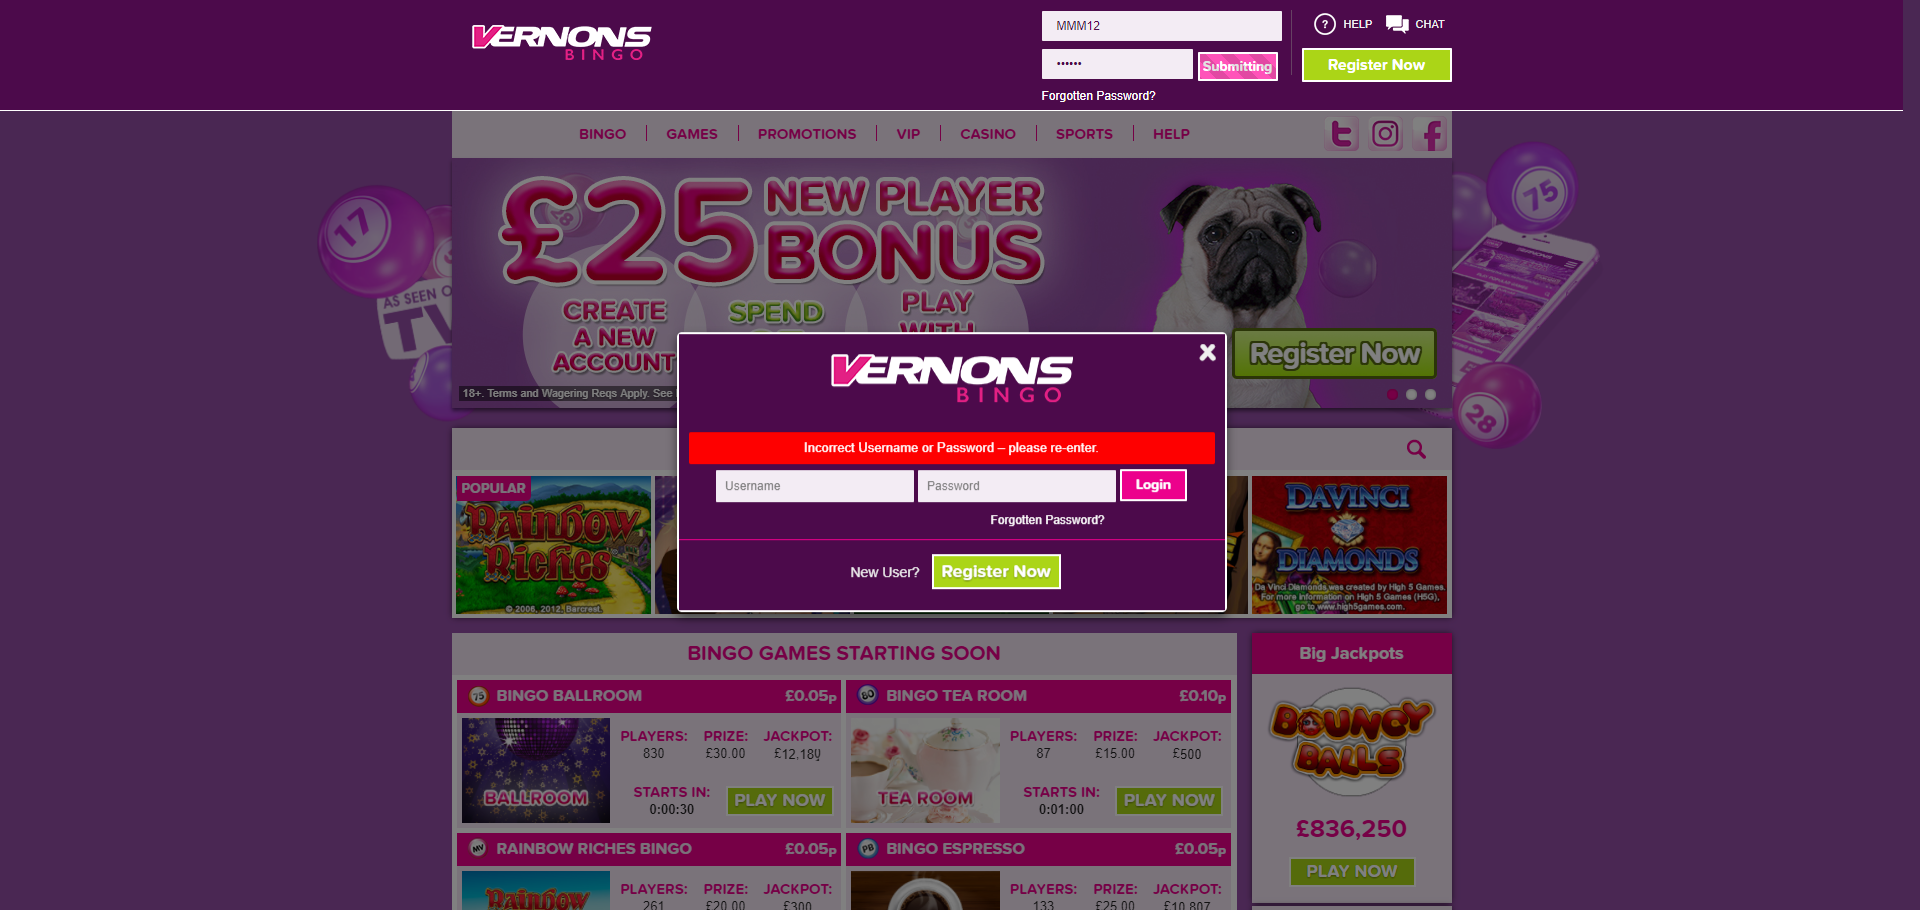 VERNONS
BINGO
MMM12
••••••
Submitting
Forgotten Password?
? HELP
CHAT
Register Now
BINGO
GAMES
PROMOTIONS
VIP
CASINO
SPORTS
HELP
17
AS SEEN ON
TV
£25 NEW PLAYER
BONUS
28
CREATE
A NEW
ACCOUNT
SPEND
PLAY
WITH
75
Register Now
18+. Terms and Wagering Reqs Apply. See
28
VERNONS
BINGO
Incorrect Username or Password – please re-enter.
Username
Password
Login
Forgotten Password?
New User?
Register Now
POPULAR
Rainbow
Riches
© 2006, 2012, Barcrest.
DAVINCI
DIAMONDS
Da Vinci Diamonds was created by High 5 Games.
For more information on High 5 Games (H5G),
go to www.high5games.com.
BINGO GAMES STARTING SOON
75 BINGO BALLROOM £0.05p
BALLROOM
PLAYERS: PRIZE: JACKPOT:
830 £30.00
STARTS IN:
0:00:30
PLAY NOW
80 BINGO TEA ROOM £0.10p
TEA ROOM
PLAYERS: PRIZE: JACKPOT:
87 £15.00 £500
STARTS IN:
0:01:00
PLAY NOW
MV RAINBOW RICHES BINGO £0.05p
Rainbow
PLAYERS: PRIZE: JACKPOT:
261 £20.00 £300
PB BINGO ESPRESSO £0.05p
PLAYERS: PRIZE: JACKPOT:
133 £25.00 £10,807
Big Jackpots
BOUNCY
BALLS
£836,250
PLAY NOW